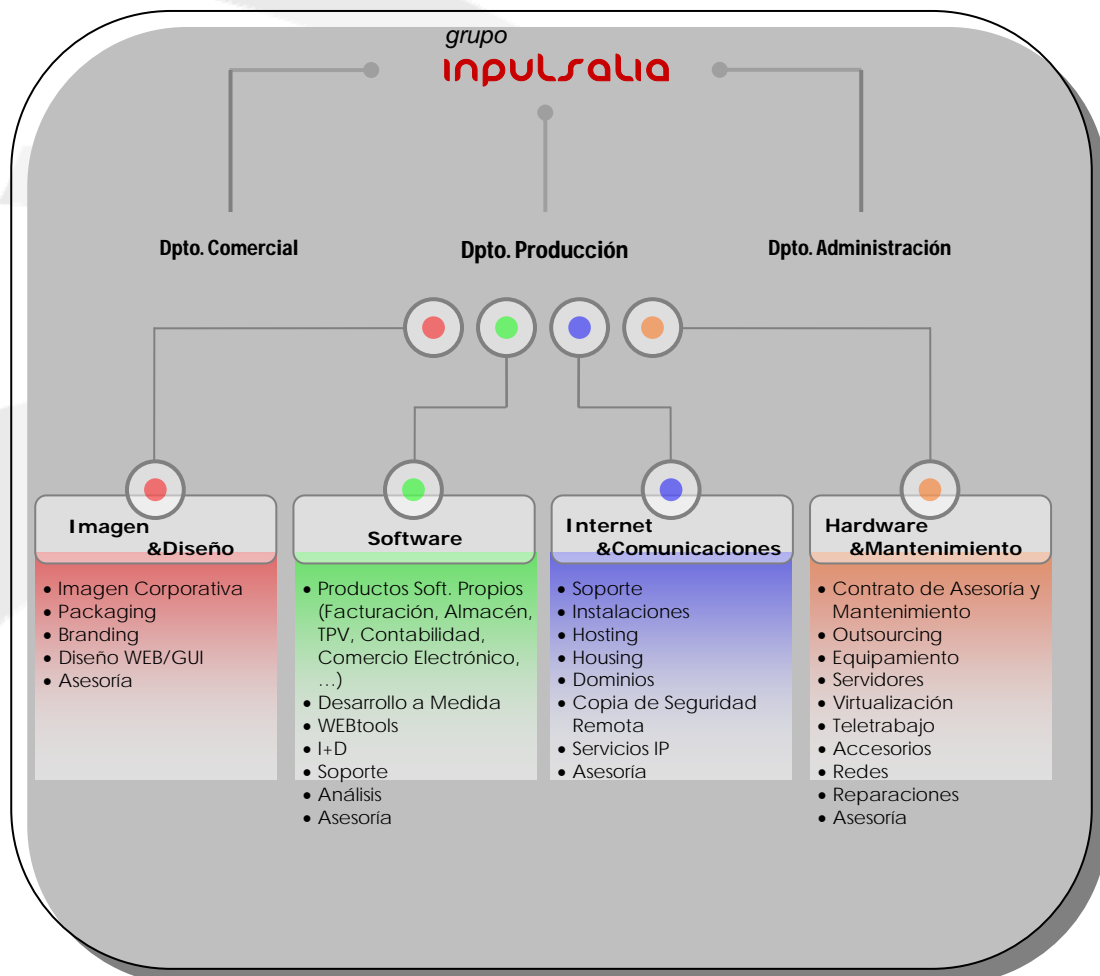 grupo
inpulsalia
Dpto. Comercial
Dpto. Producción
Dpto. Administración
Imagen
&Diseño
• Imagen Corporativa
• Packaging
• Branding
• Diseño WEB/GUI
• Asesoría
Software
• Productos Soft. Propios
(Facturación, Almacén,
TPV, Contabilidad,
Comercio Electrónico,
…)
• Desarrollo a Medida
• WEBtools
• I+D
• Soporte
• Análisis
• Asesoría
Internet
&Comunicaciones
• Soporte
• Instalaciones
• Hosting
• Housing
• Dominios
• Copia de Seguridad
Remota
• Servicios IP
• Asesoría
Hardware
&Mantenimiento
• Contrato de Asesoría y
Mantenimiento
• Outsourcing
• Equipamiento
• Servidores
• Virtualización
• Teletrabajo
• Accesorios
• Redes
• Reparaciones
• Asesoría